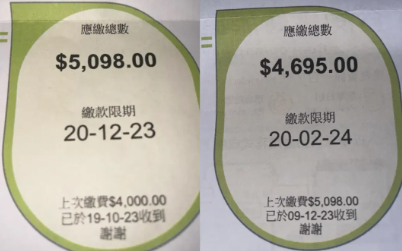 應繳總數
$5,098.00
繳款限期
20-12-23
上次繳費$4,000.00
已於19-10-23收到
謝謝
應繳總數
$4,695.00
繳款限期
20-02-24
上次繳費$5,098.00
已於09-12-23收到
謝謝